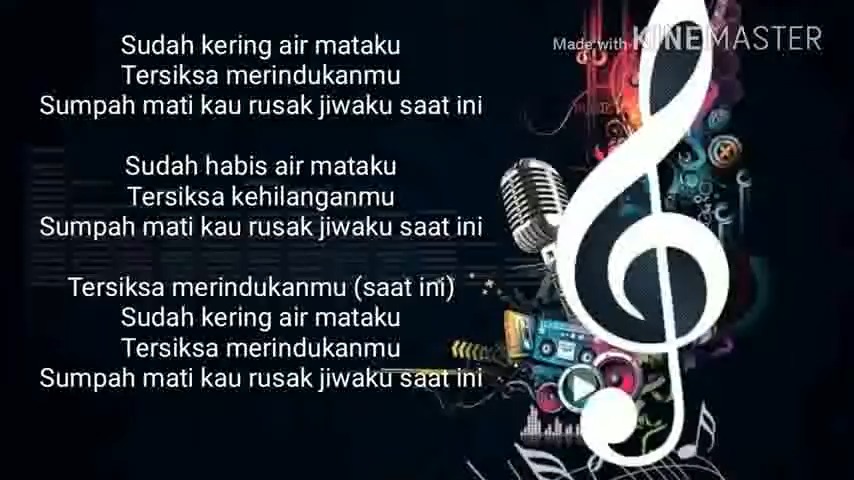 Made with KINEMASTER
Sudah kering air mataku
Tersiksa merindukanmu
Sumpah mati kau rusak jiwaku saat ini
Sudah habis air mataku
Tersiksa kehilanganmu
Sumpah mati kau rusak jiwaku saat ini
Tersiksa merindukanmu (saat ini)
Sudah kering air mataku
Tersiksa merindukanmu
Sumpah mati kau rusak jiwaku saat ini